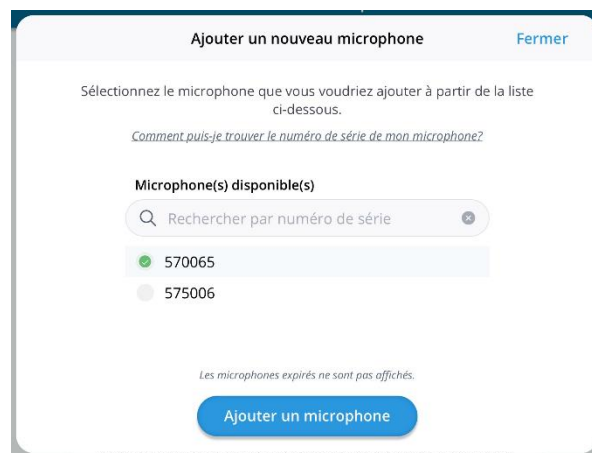 Ajouter un nouveau microphone
Fermer
Sélectionnez le microphone que vous voudriez ajouter à partir de la liste
ci-dessous.
Comment puis-je trouver le numéro de série de mon microphone?
Microphone(s) disponible(s)
Rechercher par numéro de série
570065
575006
Les microphones expirés ne sont pas affichés.
Ajouter un microphone